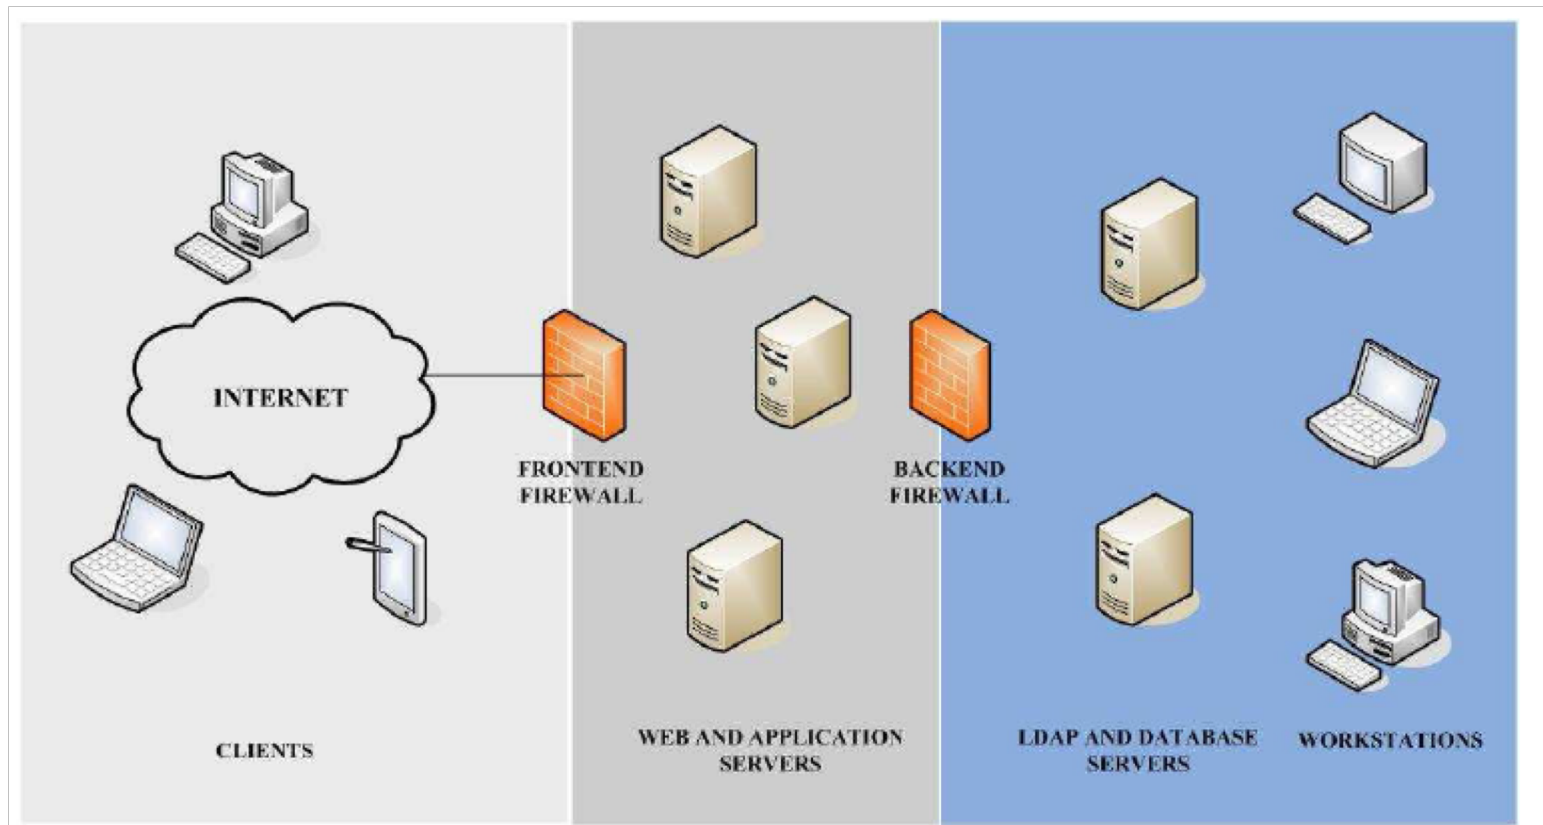 INTERNET
FRONTEND
FIREWALL
BACKEND
FIREWALL
CLIENTS
WEB AND APPLICATION
SERVERS
LDAP AND DATABASE
SERVERS
WORKSTATIONS